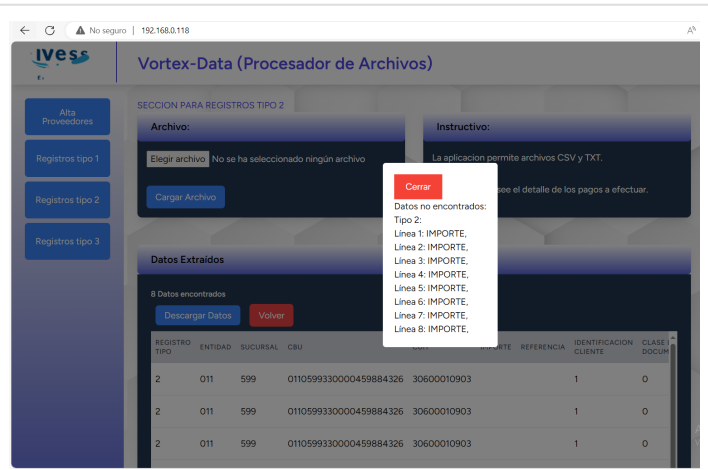 No seguro
192.168.0.118
ivess
Vortex-Data (Procesador de Archivos)
Alta Proveedores
Registros tipo 1
Registros tipo 2
Registros tipo 3
SECCION PARA REGISTROS TIPO 2
Archivo:
Elegir archivo No se ha seleccionado ningún archivo
Cargar Archivo
Instructivo:
La aplicacion permite archivos CSV y TXT.
see el detalle de los pagos a efectuar.
Cerrar
Datos no encontrados:
Tipo 2:
Línea 1: IMPORTE,
Línea 2: IMPORTE,
Línea 3: IMPORTE,
Línea 4: IMPORTE,
Línea 5: IMPORTE,
Línea 6: IMPORTE,
Línea 7: IMPORTE,
Línea 8: IMPORTE,
Datos Extraídos
8 Datos encontrados
Descargar Datos
Volver
REGISTRO TIPO ENTIDAD SUCURSAL CBU REFERENCIA IDENTIFICACION CLIENTE CLASE
2 011 599 0110599330000459884326 30600010903 1 0
2 011 599 0110599330000459884326 30600010903 1 0
2 011 599 0110599330000459884326 30600010903 1 0